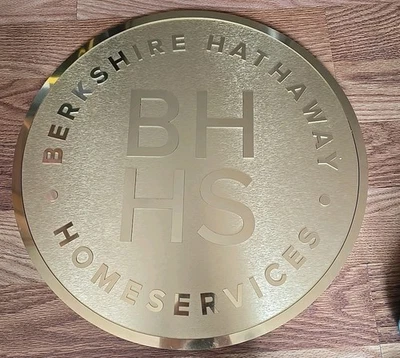 BERKSHIRE HATHAWAY
BH
HS
HOMESERVICES